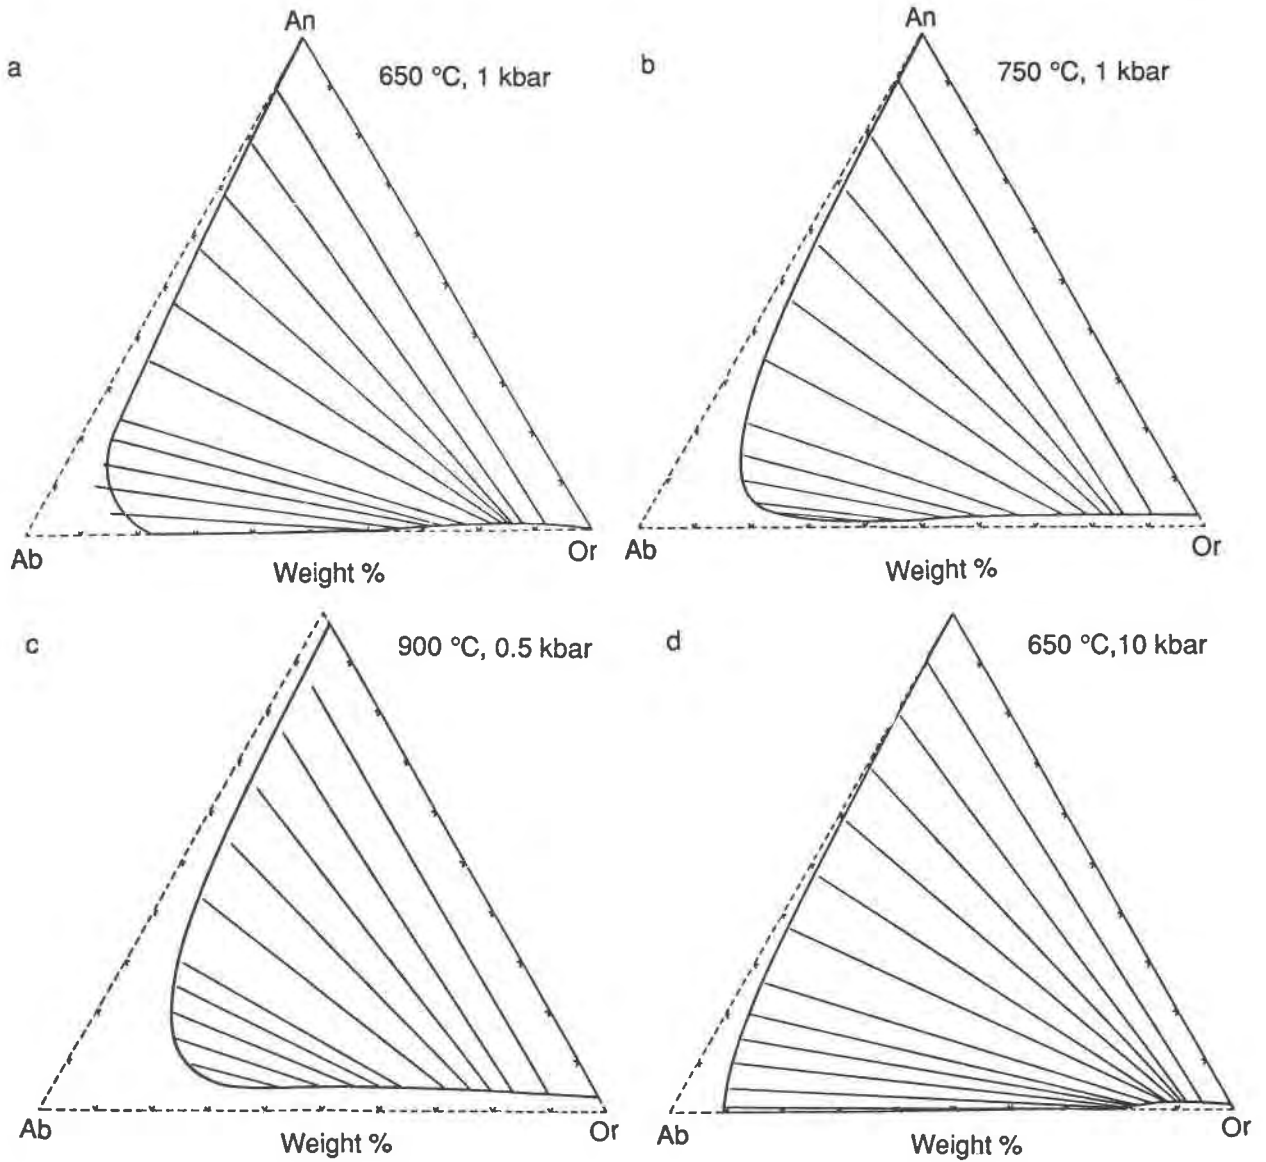 An
a
650 °C, 1 kbar
Ab
Or
Weight %
An
b
750 °C, 1 kbar
Ab
Or
Weight %
c
900 °C, 0.5 kbar
Ab
Or
Weight %
d
650 °C,10 kbar
Ab
Or
Weight %